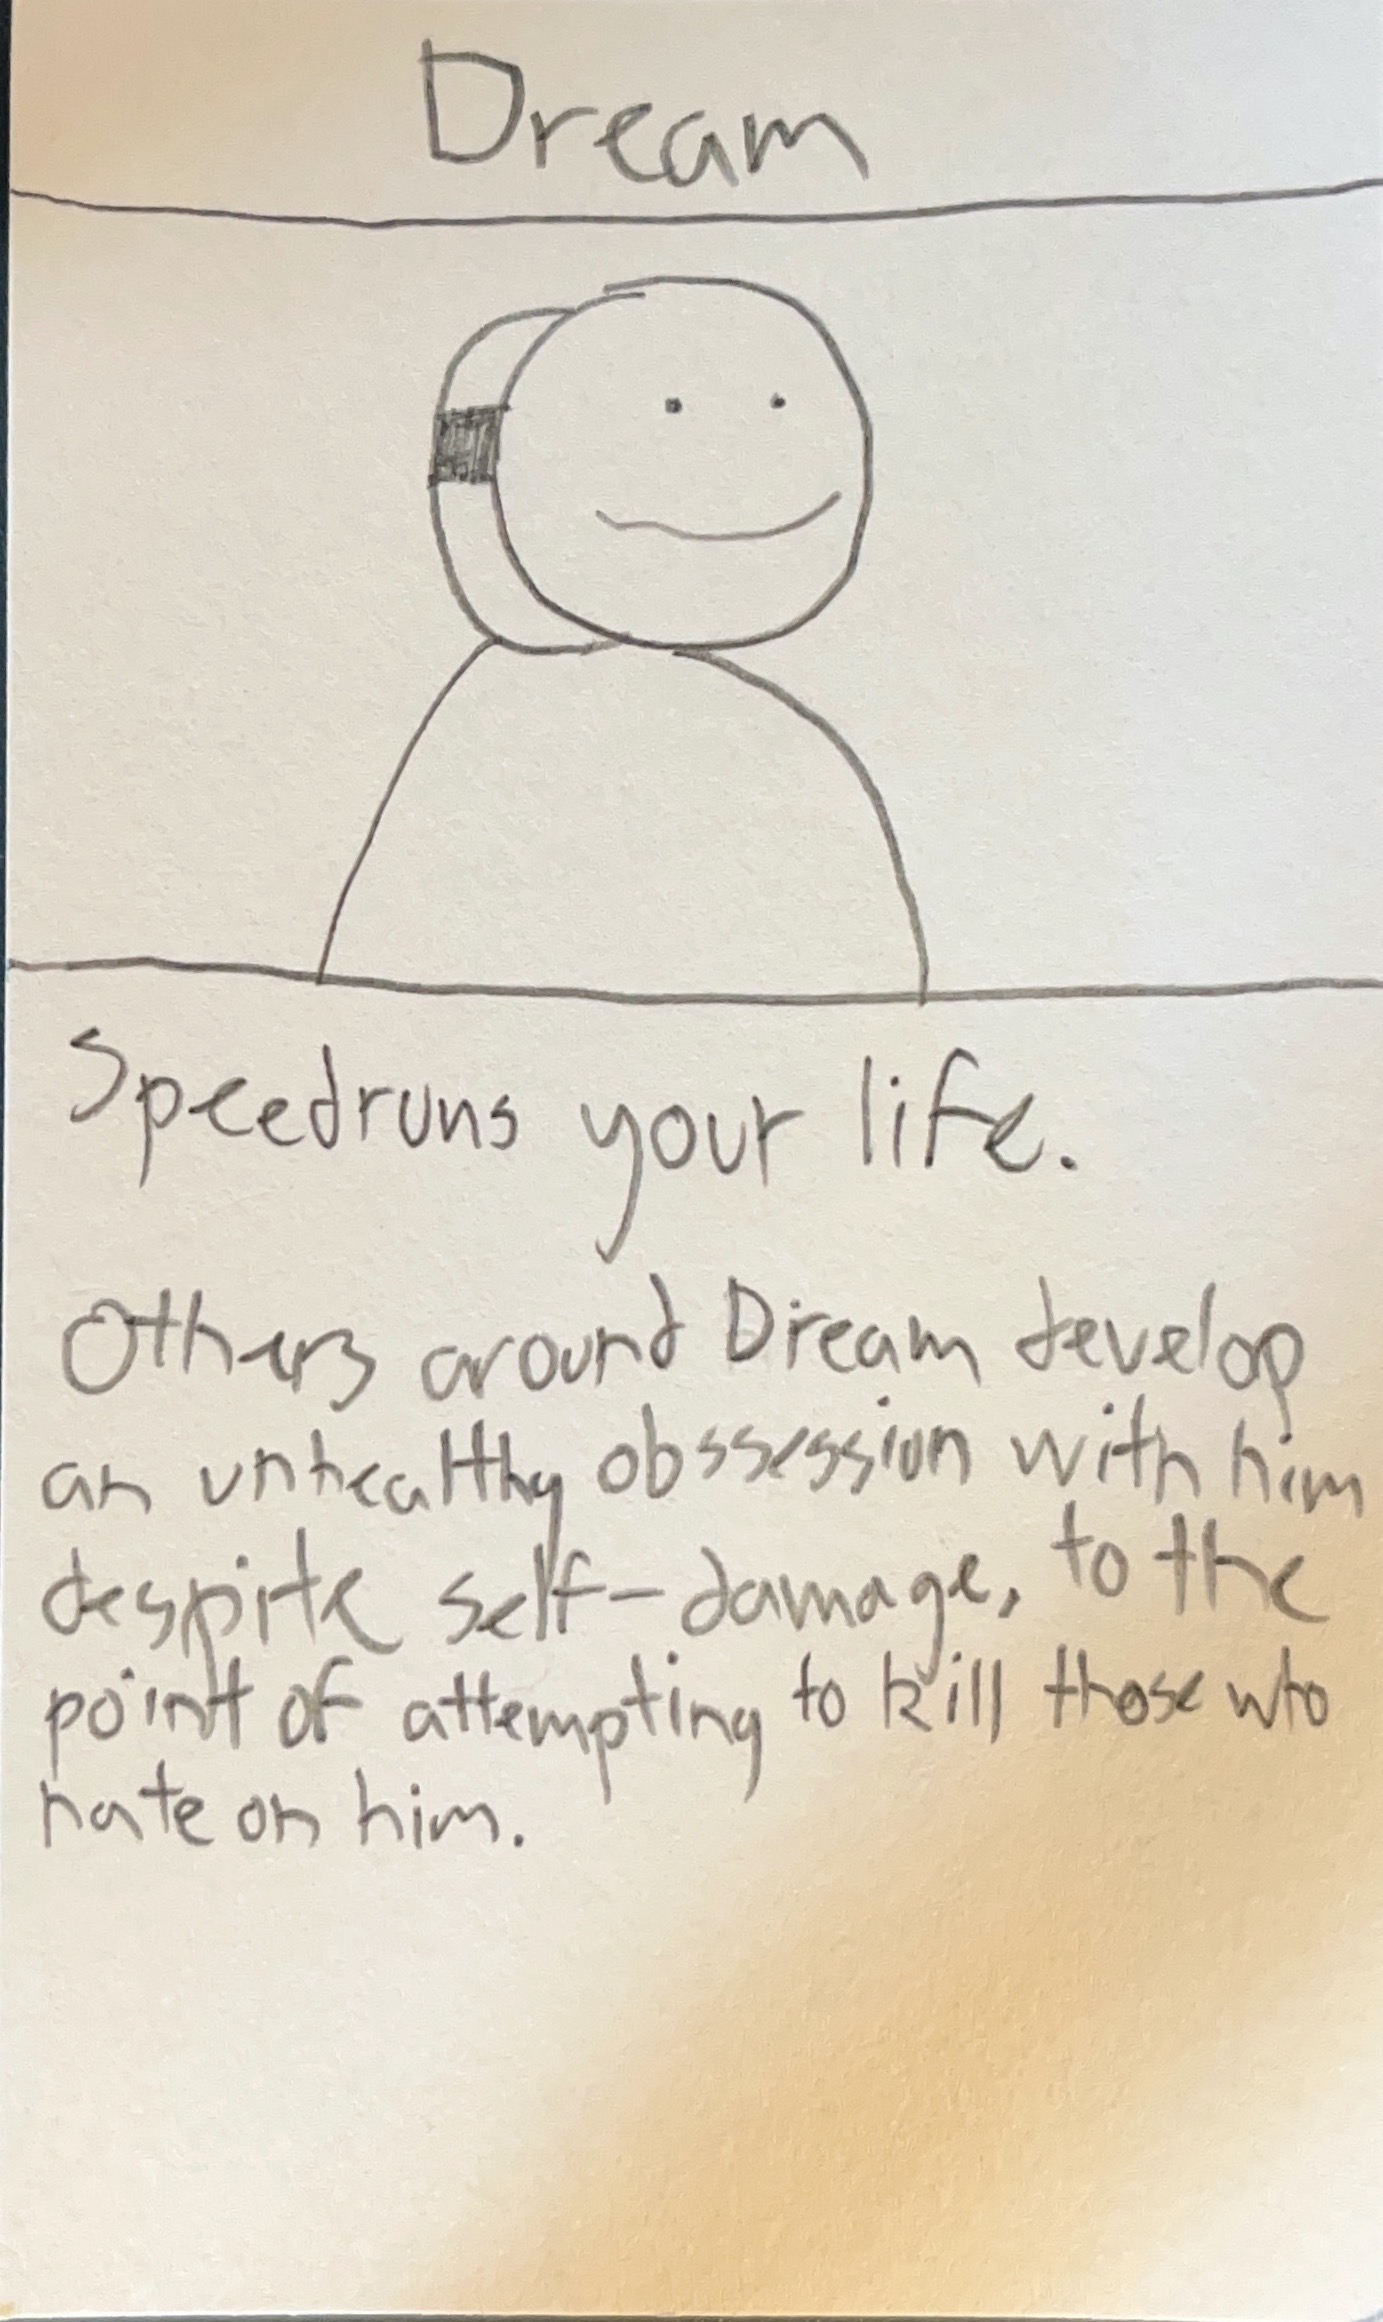 Dream
Speedruns your life.
Others around Dream develop
an unhealthy obssession with him
despite self-damage, to the
point of attempting to kill those who
hate on him.